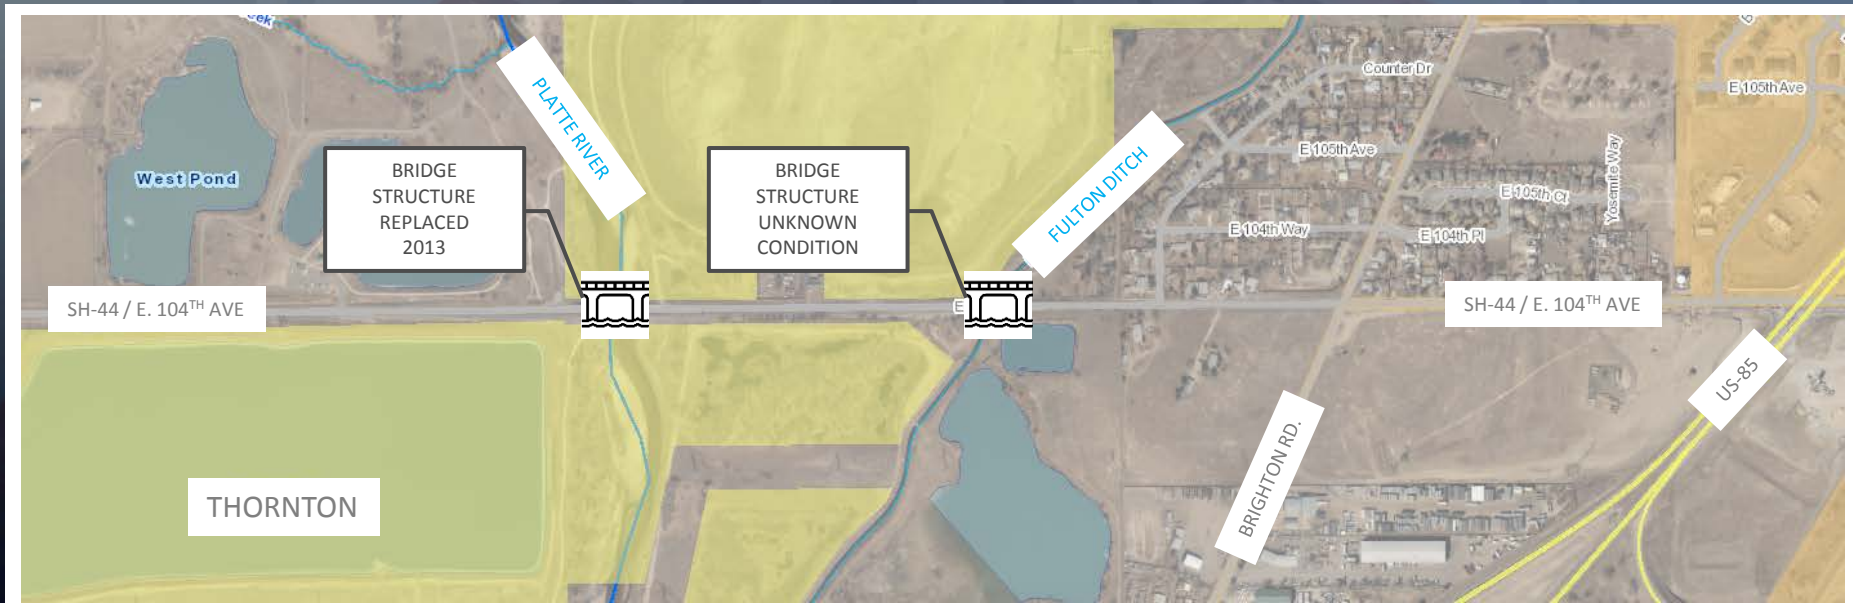 eek
West Pond
BRIDGE
STRUCTURE
REPLACED
2013
PLATTE RIVER
BRIDGE
STRUCTURE
UNKNOWN
CONDITION
FULTON DITCH
Counter Dr
E 105th Ave
E 105th Ave
E 105th Ct
Yosemite Way
E 104th Way
E 104th Pl
SH-44 / E. 104TH AVE
E
SH-44 / E. 104TH AVE
US-85
BRIGHTON RD.
THORNTON